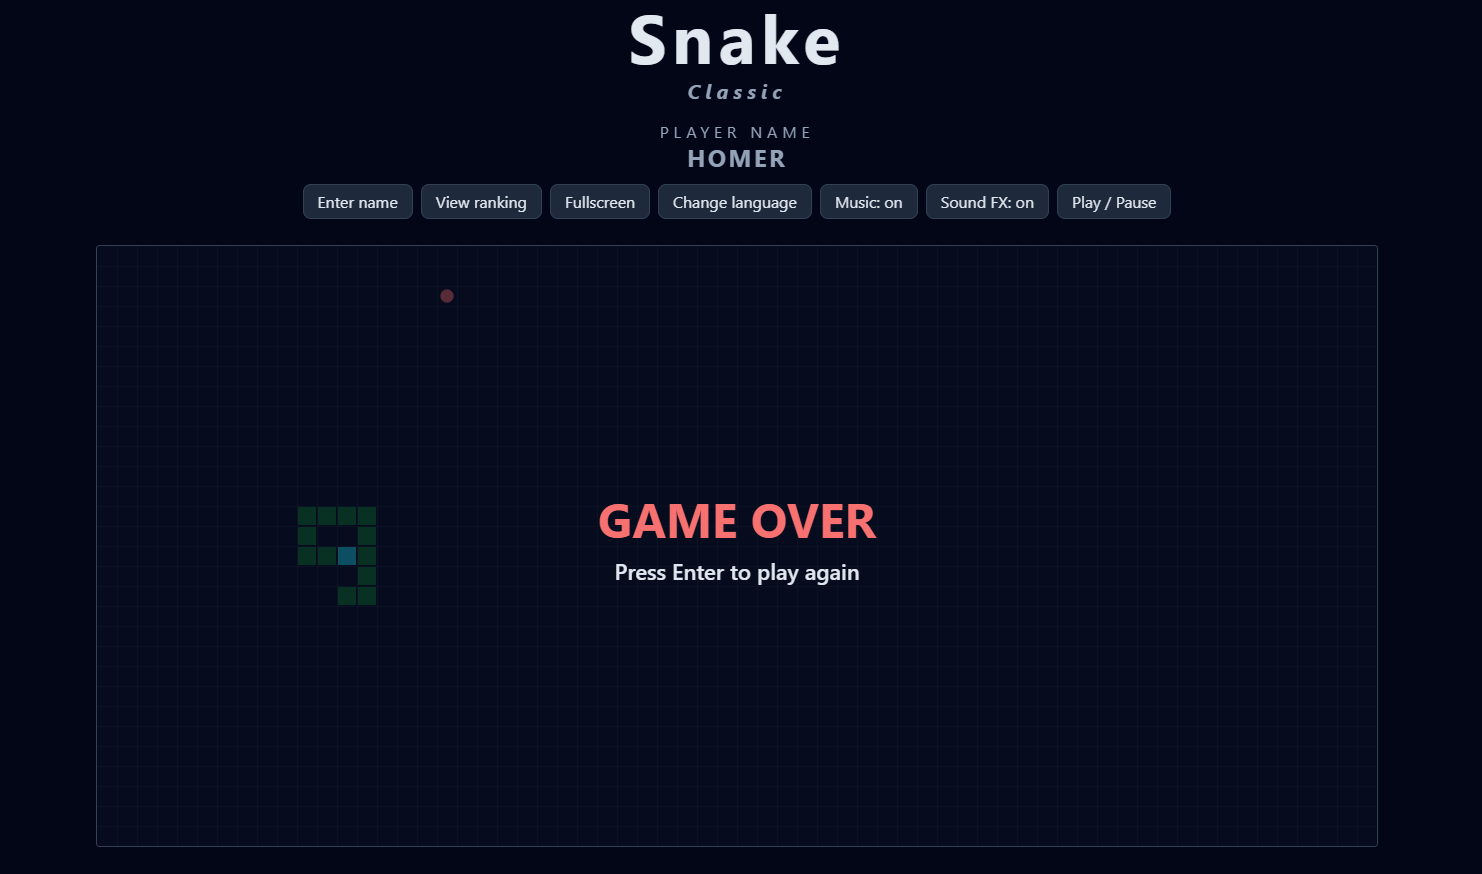 Snake
Classic
PLAYER NAME
HOMER
Enter name View ranking Fullscreen Change language Music: on Sound FX: on Play / Pause
GAME OVER
Press Enter to play again